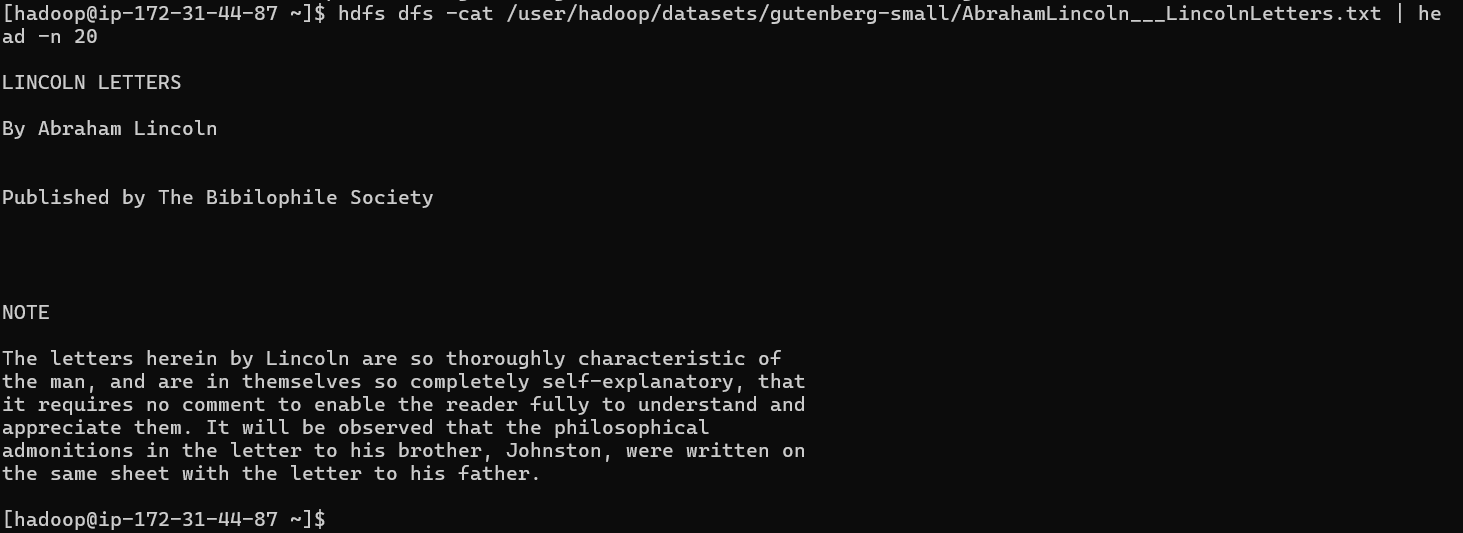 [hadoop@ip-172-31-44-87 ~]$ hdfs dfs -cat /user/hadoop/datasets/gutenberg-small/AbrahamLincoln___LincolnLetters.txt | he
ad -n 20
LINCOLN LETTERS
By Abraham Lincoln
Published by The Bibilophile Society
NOTE
The letters herein by Lincoln are so thoroughly characteristic of
the man, and are in themselves so completely self-explanatory, that
it requires no comment to enable the reader fully to understand and
appreciate them. It will be observed that the philosophical
admonitions in the letter to his brother, Johnston, were written on
the same sheet with the letter to his father.
[hadoop@ip-172-31-44-87 ~]$